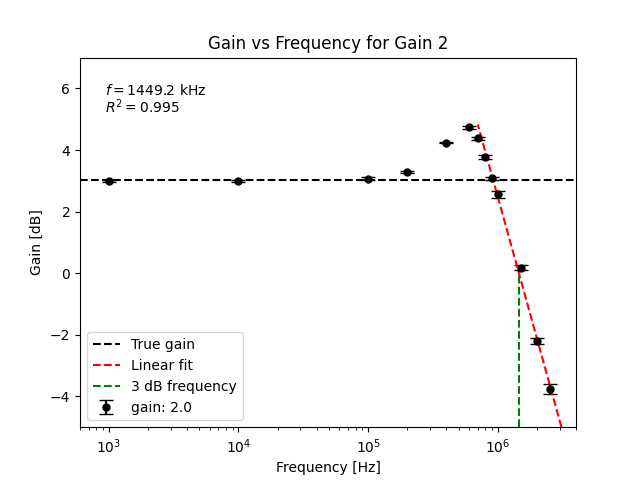 Gain vs Frequency for Gain 2
f = 1449.2 kHz
R² = 0.995
Gain [dB]
6
4
2
0
−2
−4
True gain
Linear fit
3 dB frequency
gain: 2.0
10³
10⁴
10⁵
10⁶
Frequency [Hz]